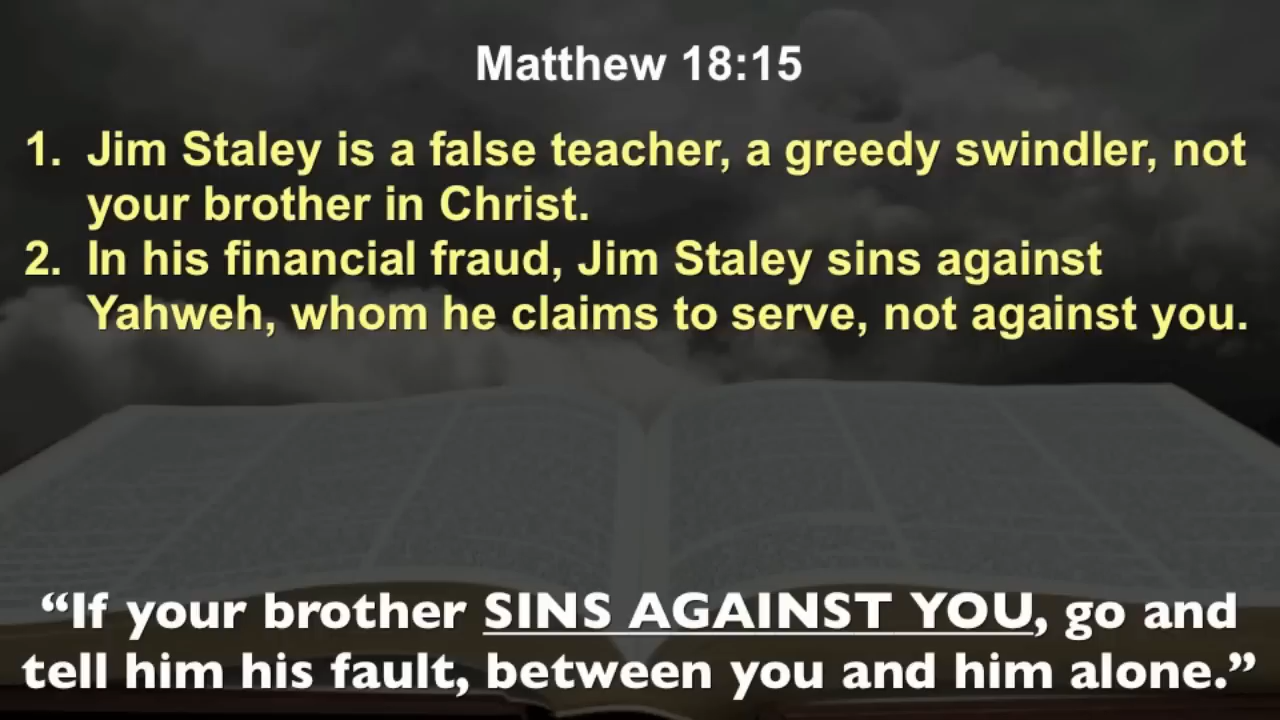 Matthew 18:15
1. Jim Staley is a false teacher, a greedy swindler, not
your brother in Christ.
2. In his financial fraud, Jim Staley sins against
Yahweh, whom he claims to serve, not against you.
“If your brother SINS AGAINST YOU, go and
tell him his fault, between you and him alone.”